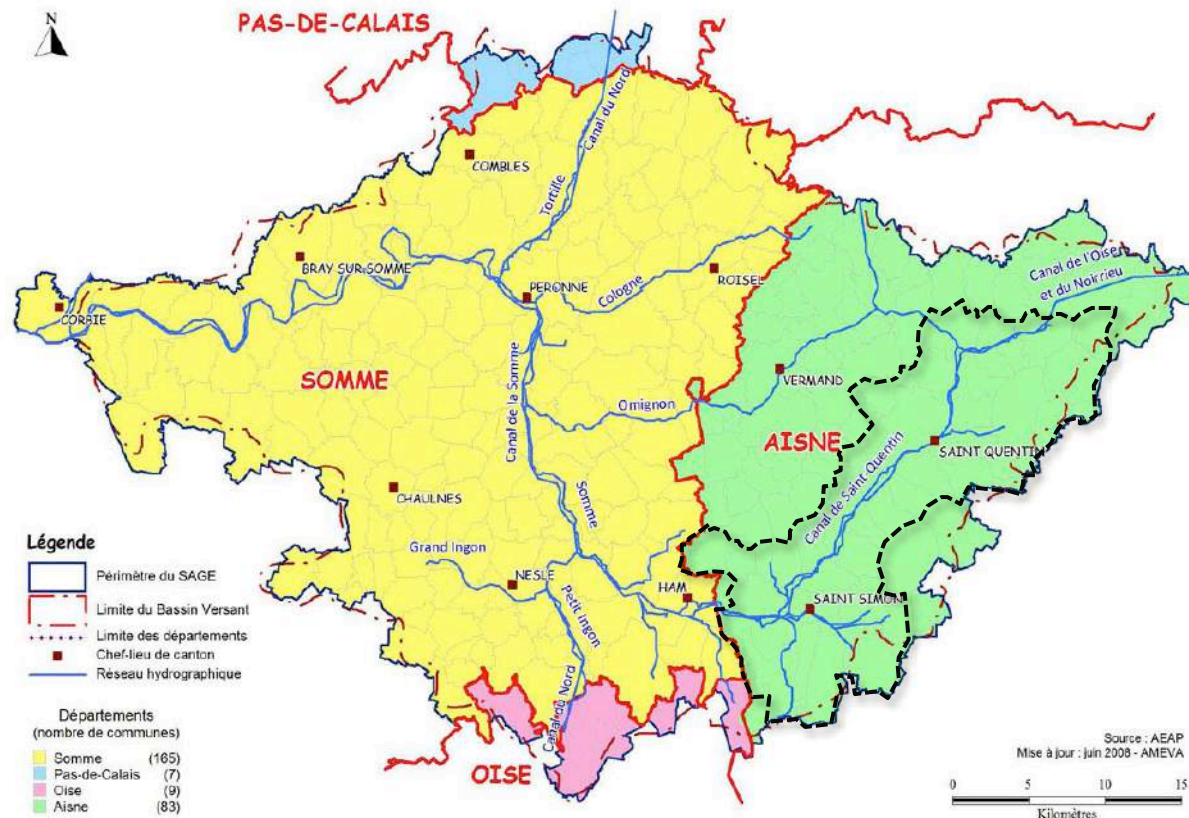 N
PAS-DE-CALAIS
Canal du Nord
COMBLES
Tortille
BRAY SUR SOMME
PERONNE
Cologne
ROISEL
Canal de l'Oise
et du Noirrieu
CORBIE
SOMME
VERMAND
Canal de la Somme
Omignon
AISNE
SAINT QUENTIN
Canal de Saint Quentin
CHAULNES
Somme
Grand Ingon
NESLE
HAM
SAINT SIMON
Petit Ingon
Canal du Nord
OISE
Légende
Périmètre du SAGE
Limite du Bassin Versant
Limite des départements
Chef-lieu de canton
Réseau hydrographique
Départements
(nombre de communes)
Somme (165)
Pas-de-Calais (7)
Oise (9)
Aisne (83)
Source : AEAP
Mise à jour : juin 2008 - AMEVA
0 5 10 15
Kilomètres